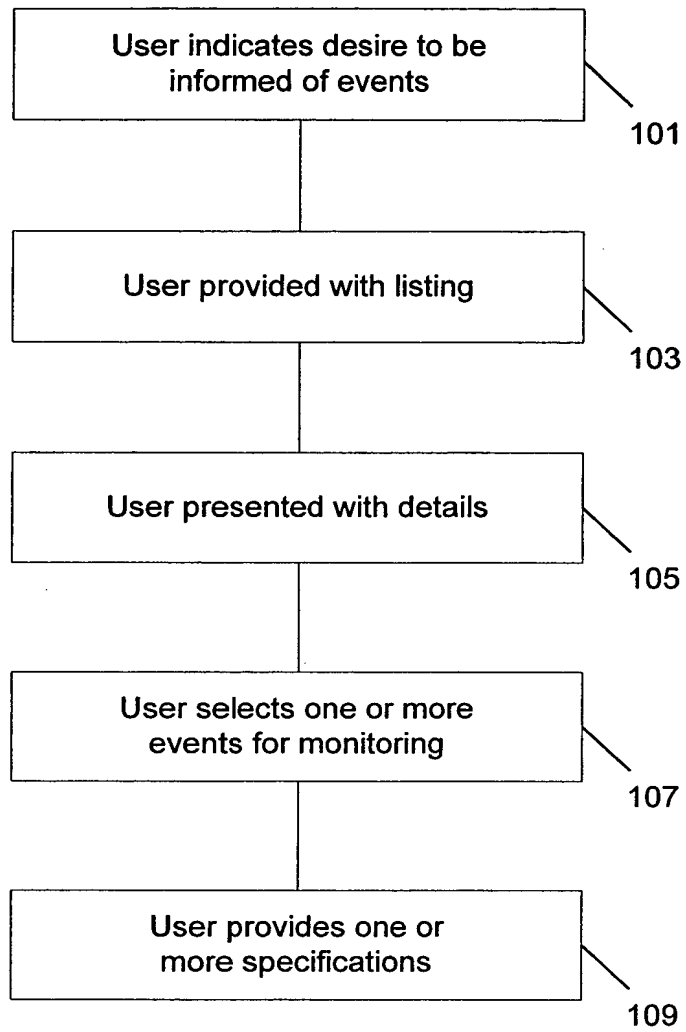 User indicates desire to be
informed of events
101
User provided with listing
103
User presented with details
105
User selects one or more
events for monitoring
107
User provides one or
more specifications
109